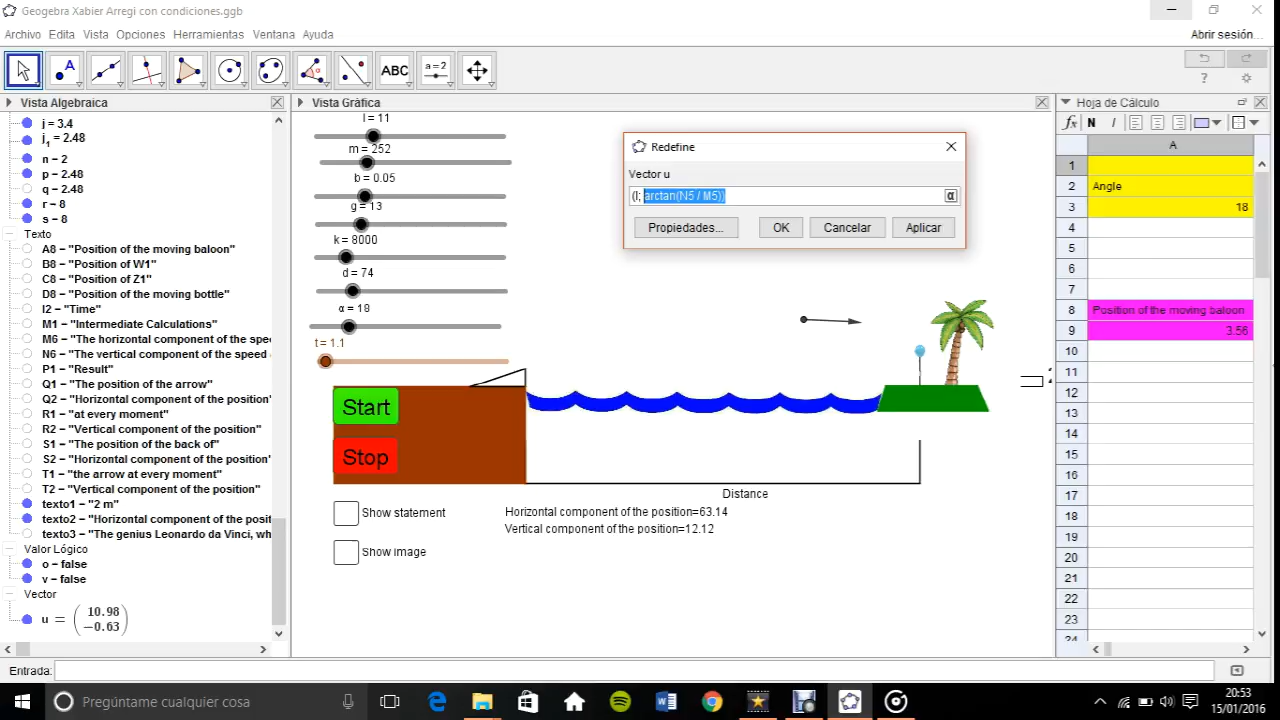 Geogebra Xabier Arregi con condiciones.ggb
Archivo Edita Vista Opciones Herramientas Ventana Ayuda
Abrir sesión...
A
ABC
a=2
?
Vista Algebraica
j = 3.4
j1 = 2.48
n = 2
p = 2.48
q = 2.48
r = 8
s = 8
Texto
A8 = "Position of the moving baloon"
B8 = "Position of W1"
C8 = "Position of Z1"
D8 = "Position of the moving bottle"
I2 = "Time"
M1 = "Intermediate Calculations"
M6 = "The horizontal component of the spe
N6 = "The vertical component of the speed
P1 = "Result"
Q1 = "The position of the arrow"
Q2 = "Horizontal component of the position"
R1 = "at every moment"
R2 = "Vertical component of the position"
S1 = "The position of the back of"
S2 = "Horizontal component of the position"
T1 = "the arrow at every moment"
T2 = "Vertical component of the position"
texto1 = "2 m"
texto2 = "Horizontal component of the posit
texto3 = "The genius Leonardo da Vinci, wh
Valor Lógico
o = false
v = false
Vector
u = (10.98
−0.63)
Vista Gráfica
l = 11
m = 252
b = 0.05
g = 13
k = 8000
d = 74
α = 18
t = 1.1
Start
Stop
Distance
Show statement
Horizontal component of the position=63.14
Vertical component of the position=12.12
Show image
Redefine
Vector u
(l; arctan(N5 / M5))
α
Propiedades...
OK
Cancelar
Aplicar
Hoja de Cálculo
fx N I
A
1
2 Angle
3 18
4
5
6
7
8 Position of the moving baloon
9 3.56
10
11
12
13
14
15
16
17
18
19
20
21
22
23
24
Entrada:
Pregúntame cualquier cosa
20:53
15/01/2016